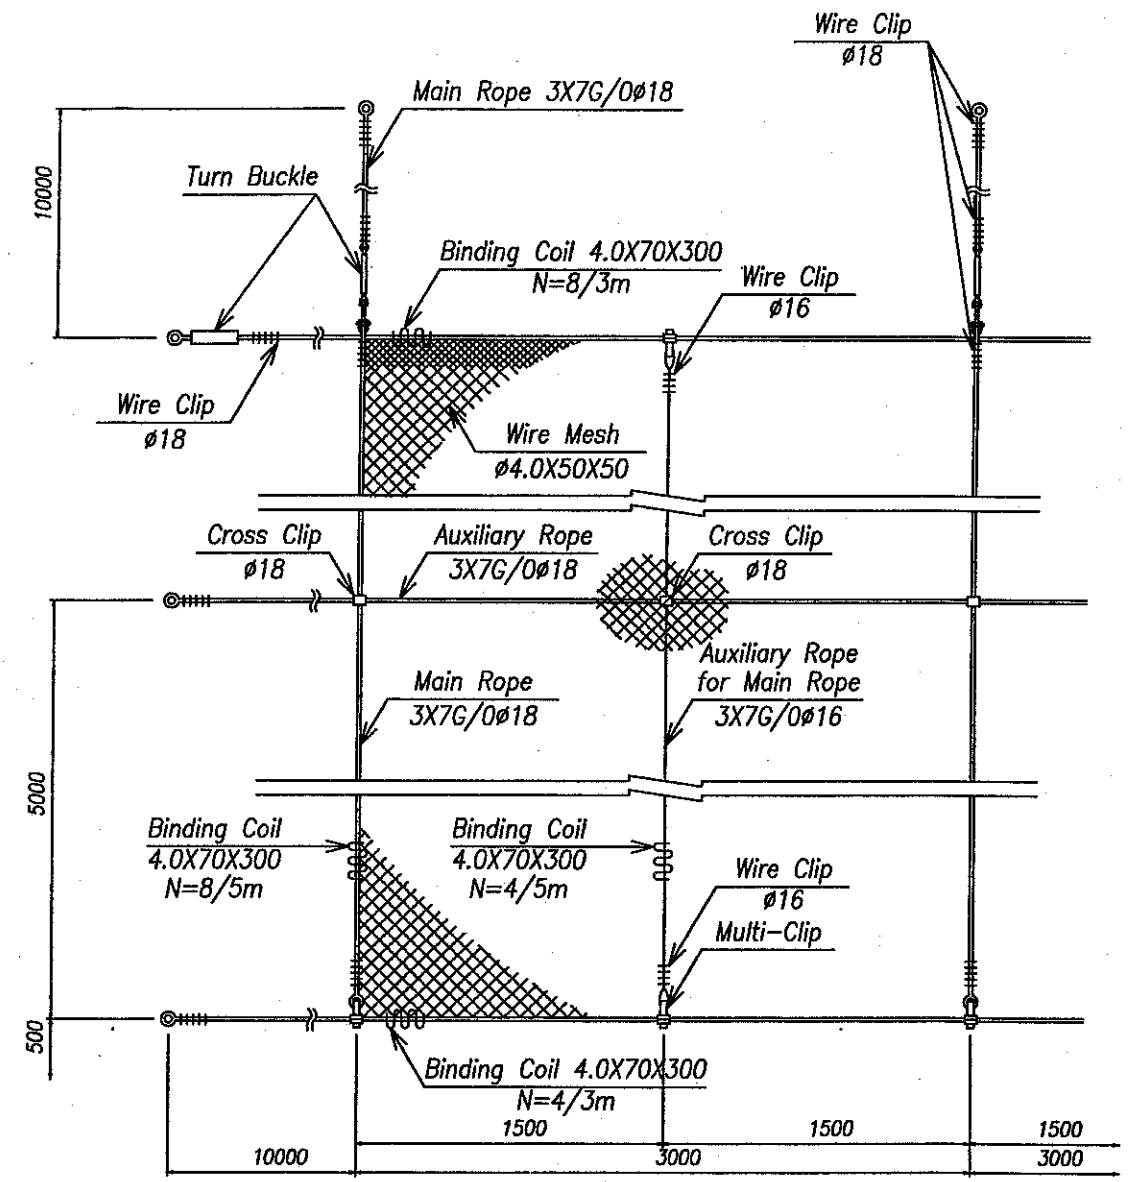 Wire Clip
ø18
Main Rope 3X7G/0ø18
10000
Turn Buckle
Binding Coil 4.0X70X300
N=8/3m
Wire Clip
ø16
Wire Clip
ø18
Wire Mesh
ø4.0X50X50
Cross Clip
ø18
Auxiliary Rope
3X7G/0ø18
Cross Clip
ø18
Auxiliary Rope
for Main Rope
3X7G/0ø16
Main Rope
3X7G/0ø18
5000
Binding Coil
4.0X70X300
N=8/5m
Binding Coil
4.0X70X300
N=4/5m
Wire Clip
ø16
Multi-Clip
500
Binding Coil 4.0X70X300
N=4/3m
1500
1500
1500
10000
3000
3000